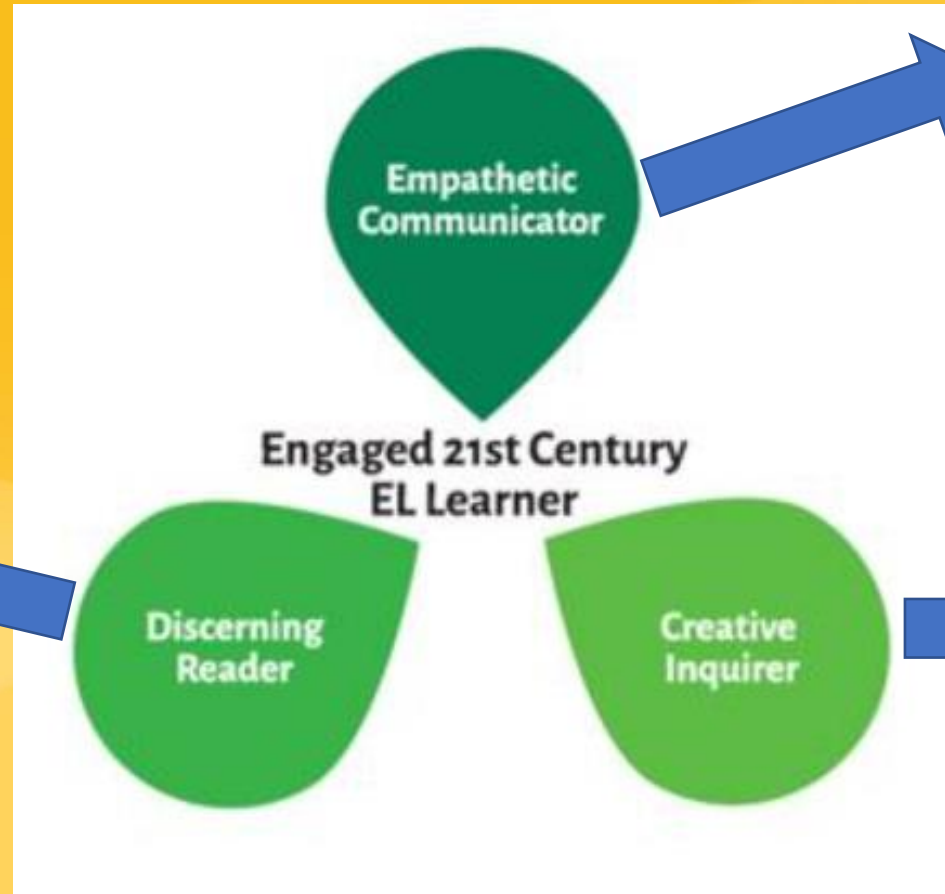 Empathetic
Communicator
Engaged 21st Century
EL Learner
Discerning
Reader
Creative
Inquirer